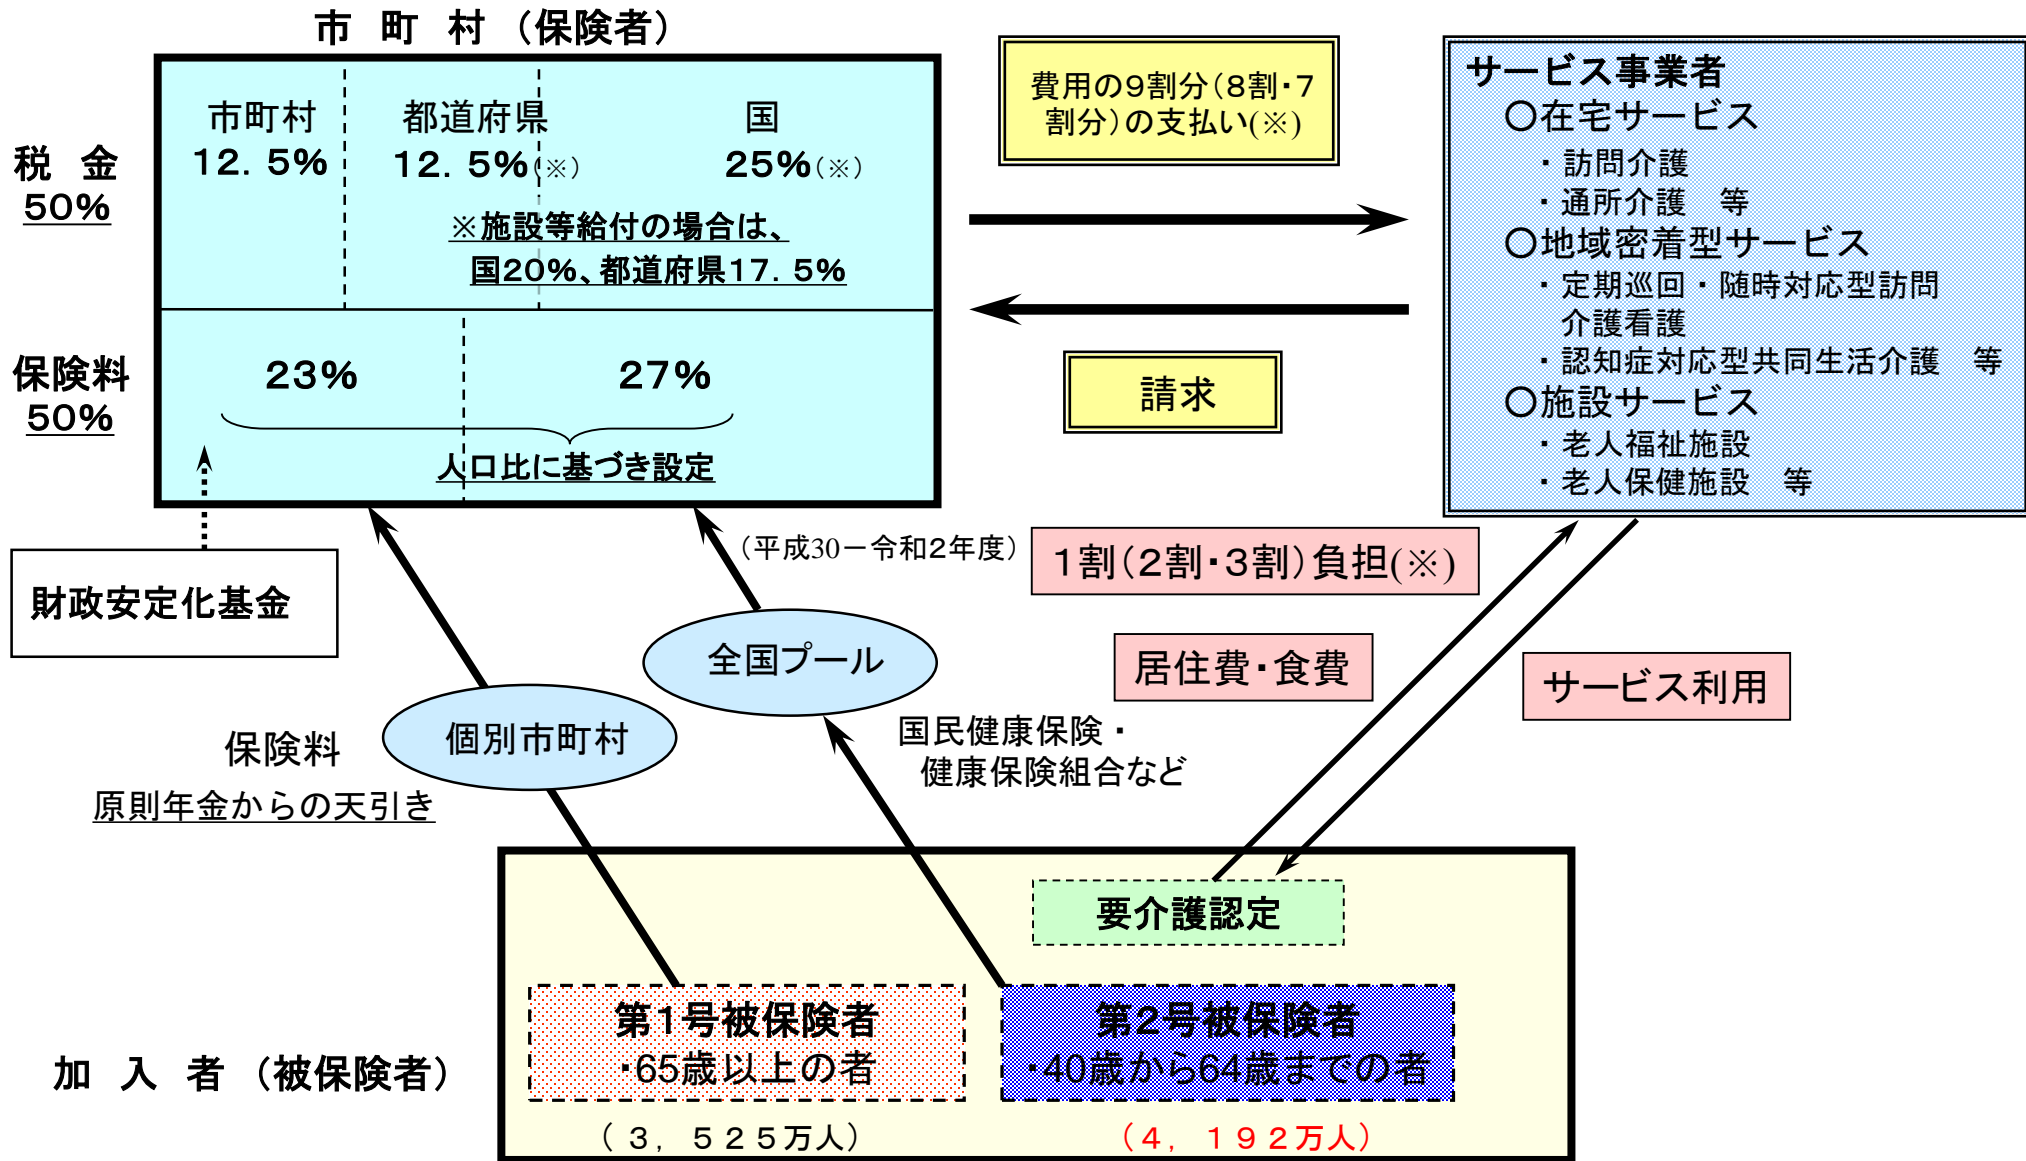 市 町 村（保険者）
税 金
50%
市町村
12．5%
都道府県
12．5%(※)
国
25%(※)
※施設等給付の場合は、
国20%、都道府県17．5%
保険料
50%
23%
27%
人口比に基づき設定
費用の９割分（８割・７
割分）の支払い(※)
請求
サービス事業者
○在宅サービス
・訪問介護
・通所介護　等
○地域密着型サービス
・定期巡回・随時対応型訪問
介護看護
・認知症対応型共同生活介護　等
○施設サービス
・老人福祉施設
・老人保健施設　等
財政安定化基金
（平成30－令和２年度）
１割（２割・３割）負担(※)
全国プール
居住費・食費
サービス利用
個別市町村
保険料
原則年金からの天引き
国民健康保険・
健康保険組合など
要介護認定
加 入 者（被保険者）
第１号被保険者
・65歳以上の者
（３，５２５万人）
第２号被保険者
・40歳から64歳までの者
（４，１９２万人）